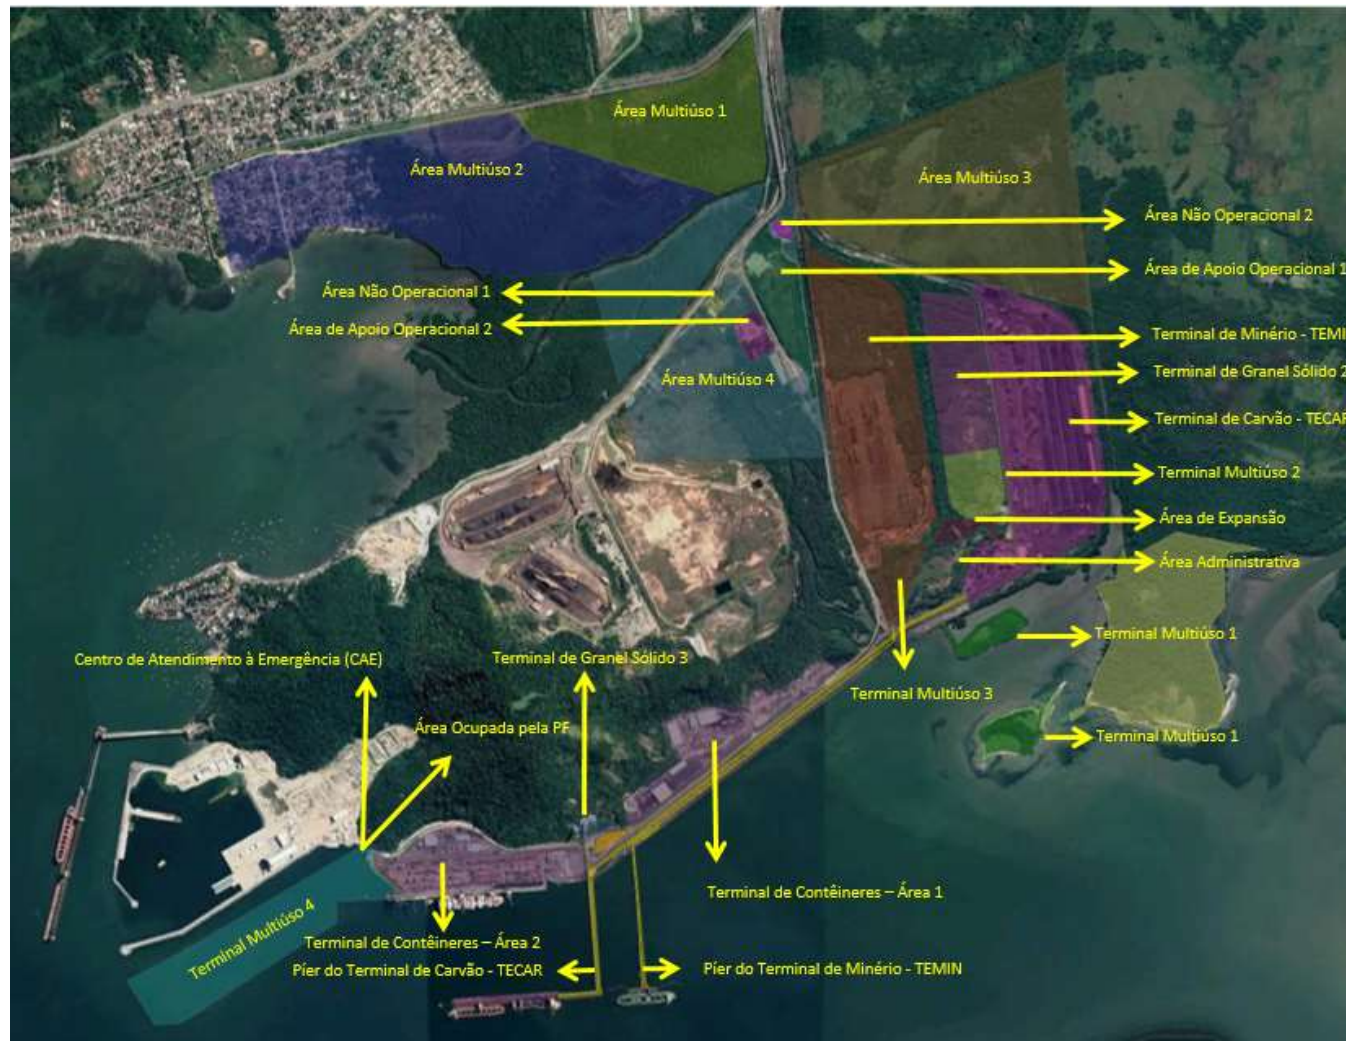 Área Multiúso 1
Área Multiúso 2
Área Multiúso 3
Área Não Operacional 2
Área de Apoio Operacional 1
Área Não Operacional 1
Área de Apoio Operacional 2
Terminal de Minério - TEMI
Terminal de Granel Sólido 2
Área Multiúso 4
Terminal de Carvão - TECAR
Terminal Multiúso 2
Área de Expansão
Área Administrativa
Terminal Multiúso 1
Centro de Atendimento à Emergência (CAE)
Terminal de Granel Sólido 3
Terminal Multiúso 3
Área Ocupada pela PF
Terminal Multiúso 1
Terminal de Contêineres – Área 1
Terminal Multiúso 4
Terminal de Contêineres – Área 2
Píer do Terminal de Carvão - TECAR
Píer do Terminal de Minério - TEMIN